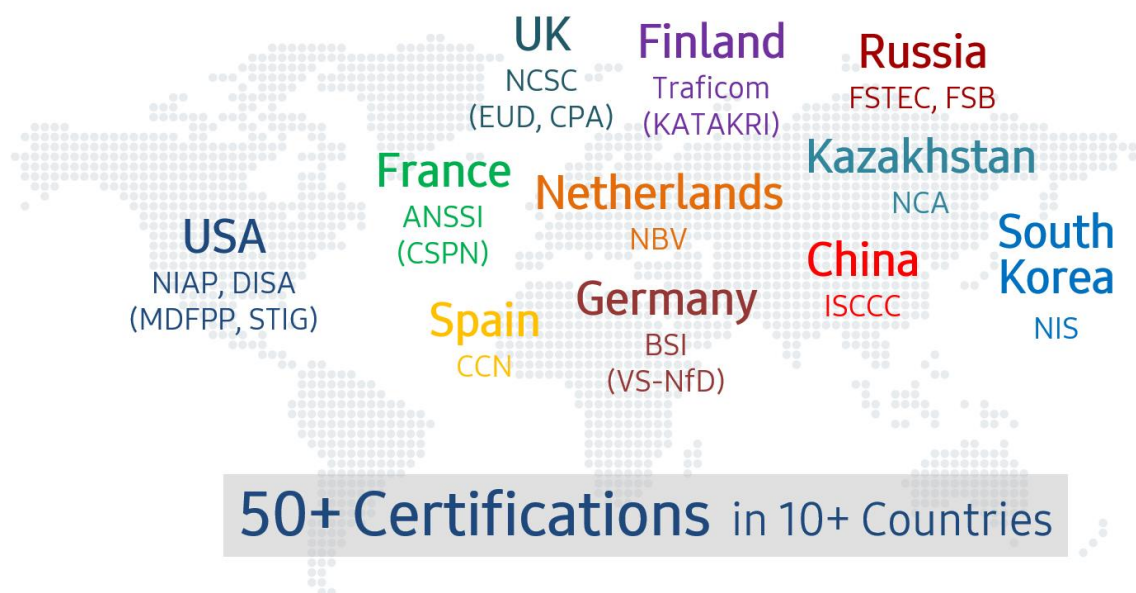 UK
NCSC
(EUD, CPA)
Finland
Traficom
(KATAKRI)
Russia
FSTEC, FSB
France
ANSSI
(CSPN)
Netherlands
NBV
Kazakhstan
NCA
USA
NIAP, DISA
(MDFPP, STIG)
Spain
CCN
Germany
BSI
(VS-NfD)
China
ISCCC
South
Korea
NIS
50+ Certifications in 10+ Countries